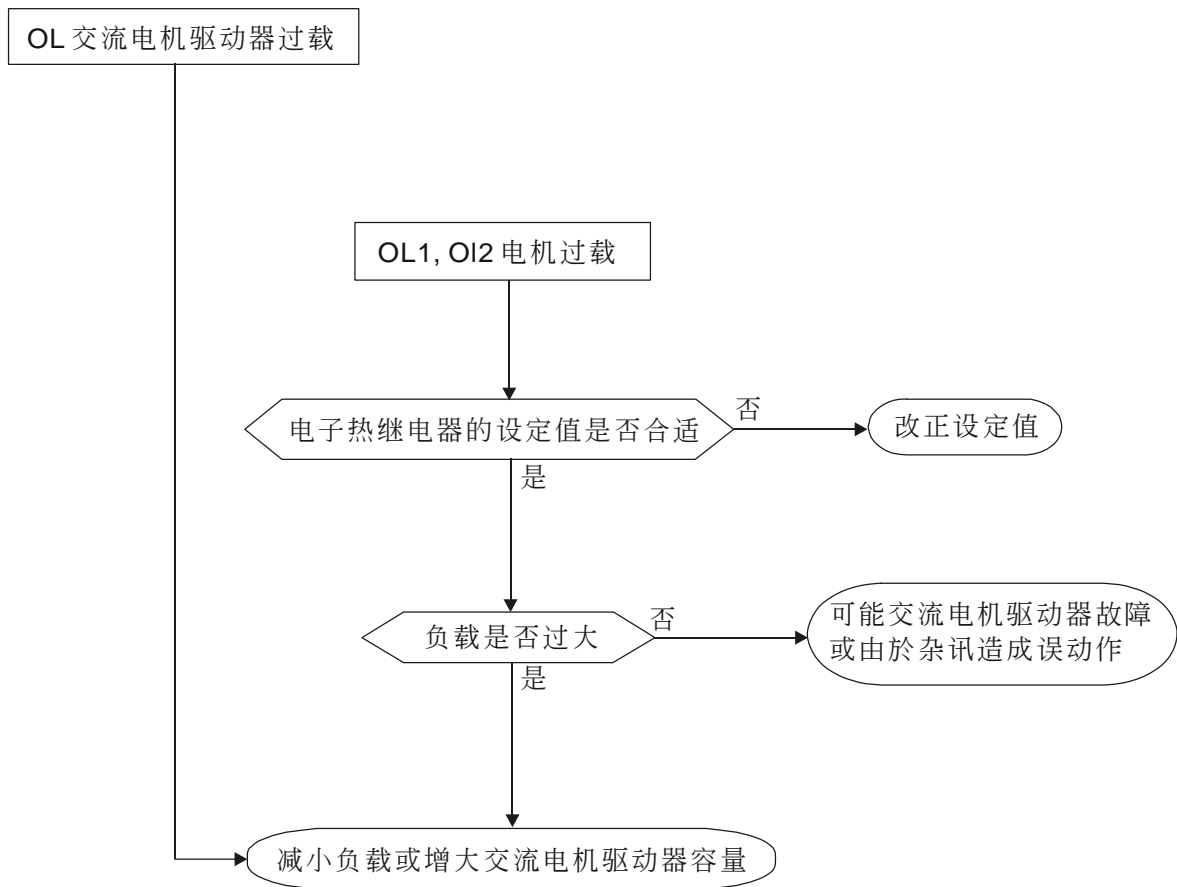 OL 交流电机驱动器过载
OL1, Ol2 电机过载
电子热继电器的设定值是否合适
否
改正设定值
是
负载是否过大
否
可能交流电机驱动器故障
或由於杂讯造成误动作
是
减小负载或增大交流电机驱动器容量